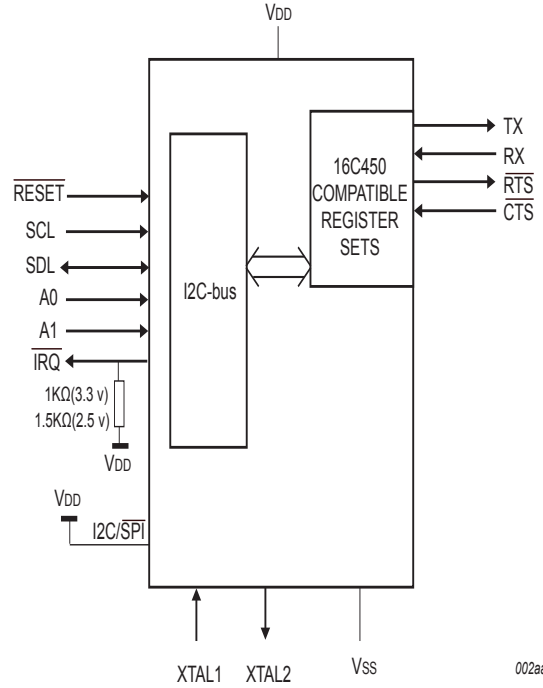 VDD
TX
RX
RTS
CTS
16C450
COMPATIBLE
REGISTER
SETS
RESET
SCL
SDL
A0
A1
IRQ
I2C-bus
1KΩ(3.3 v)
1.5KΩ(2.5 v)
VDD
VDD
I2C/SPI
XTAL1
XTAL2
VSS